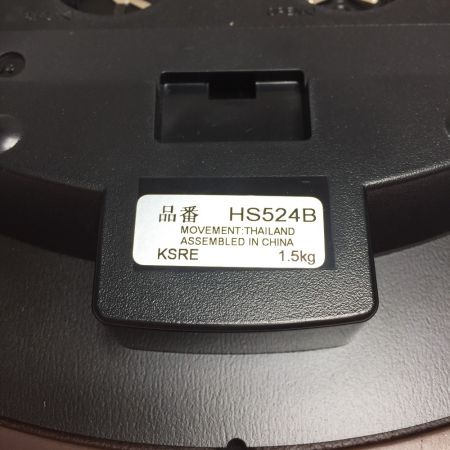 品番 HS524B
MOVEMENT:THAILAND
ASSEMBLED IN CHINA
KSRE 1.5kg